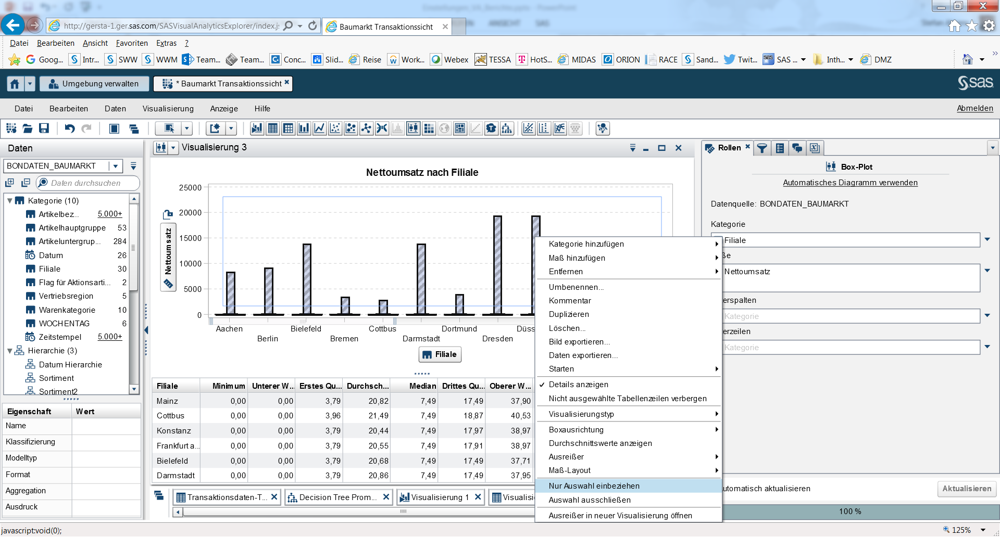 http://gersta-1.ger.sas.com/SASVisualAnalyticsExplorer/index.js
Baumarkt Transaktionssicht
Datei Bearbeiten Ansicht Favoriten Extras ?
Goog... Intr... SWW WWM Team... Team... Conc... Slid... Reise Work... Webex TESSA HotS... MIDAS ORION RACE Sand... Twit... SAS ... Inth... DMZ
Umgebung verwalten * Baumarkt Transaktionssicht sas
Datei Bearbeiten Daten Visualisierung Anzeige Hilfe Abmelden
Daten
BONDATEN_BAUMARKT
Daten durchsuchen
Kategorie (10)
Artikelbez... 5.000+
Artikelhauptgruppe 53
Artikeluntergrup... 284
Datum 26
Filiale 30
Flag für Aktionsarti... 2
Vertriebsregion 5
Warenkategorie 10
WOCHENTAG 6
Zeitstempel 5.000+
Hierarchie (3)
Datum Hierarchie
Sortiment
Sortiment2
Eigenschaft Wert
Name
Klassifizierung
Modelltyp
Format
Aggregation
Ausdruck
Visualisierung 3
Nettoumsatz nach Filiale
25000
20000
15000
10000
5000
0
Nettoumsatz
Aachen Bielefeld Cottbus Dortmund Düss
Berlin Bremen Darmstadt Dresden
Filiale
Filiale Minimum Unterer W... Erstes Qu... Durchsch... Median Drittes Qu... Oberer W...
Mainz 0,00 0,00 3,79 20,82 7,49 17,49 37,90
Cottbus 0,00 0,00 3,96 21,49 7,49 18,87 40,53
Konstanz 0,00 0,00 3,79 20,44 7,49 17,97 38,97
Frankfurt a... 0,00 0,00 3,79 20,55 7,49 17,91 38,97
Bielefeld 0,00 0,00 3,79 20,68 7,49 17,49 37,71
Darmstadt 0,00 0,00 3,79 20,86 7,49 17,49 37,95
Transaktionsdaten-T... Decision Tree Prom... Visualisierung 1 Visualisi
Kategorie hinzufügen
Maß hinzufügen
Entfernen
Umbenennen...
Kommentar
Duplizieren
Löschen...
Bild exportieren...
Daten exportieren...
Starten
Details anzeigen
Nicht ausgewählte Tabellenzeilen verbergen
Visualisierungstyp
Boxausrichtung
Durchschnittswerte anzeigen
Ausreißer
Maß-Layout
Nur Auswahl einbeziehen
Auswahl ausschließen
Ausreißer in neuer Visualisierung öffnen
Rollen
Box-Plot
Automatisches Diagramm verwenden
Datenquelle: BONDATEN_BAUMARKT
Kategorie
Filiale
ße
Nettoumsatz
erspalten
Kategorie
erzeilen
Kategorie
utomatisch aktualisieren Aktualisieren
100 %
javascript:void(0); 125%